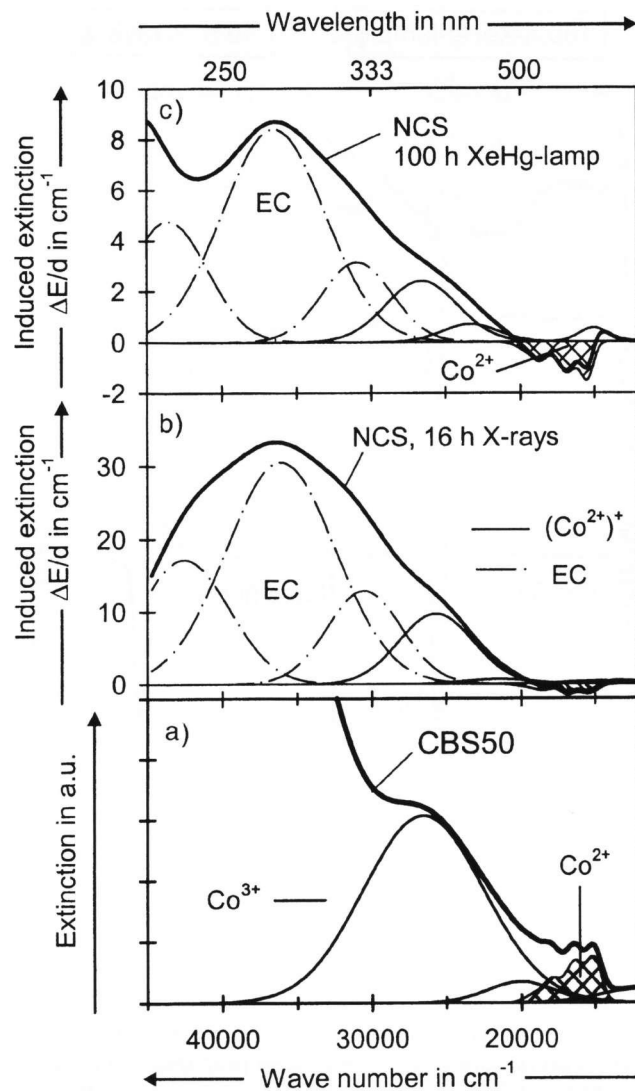 Wavelength in nm
250 333 500
c)
NCS
100 h XeHg-lamp
EC
Co²⁺
10
8
6
4
2
0
-2
Induced extinction
ΔE/d in cm⁻¹
b)
NCS, 16 h X-rays
(Co²⁺)⁺
EC
EC
30
20
10
0
Induced extinction
ΔE/d in cm⁻¹
a)
CBS50
Co³⁺
Co²⁺
Extinction in a.u.
40000 30000 20000
Wave number in cm⁻¹